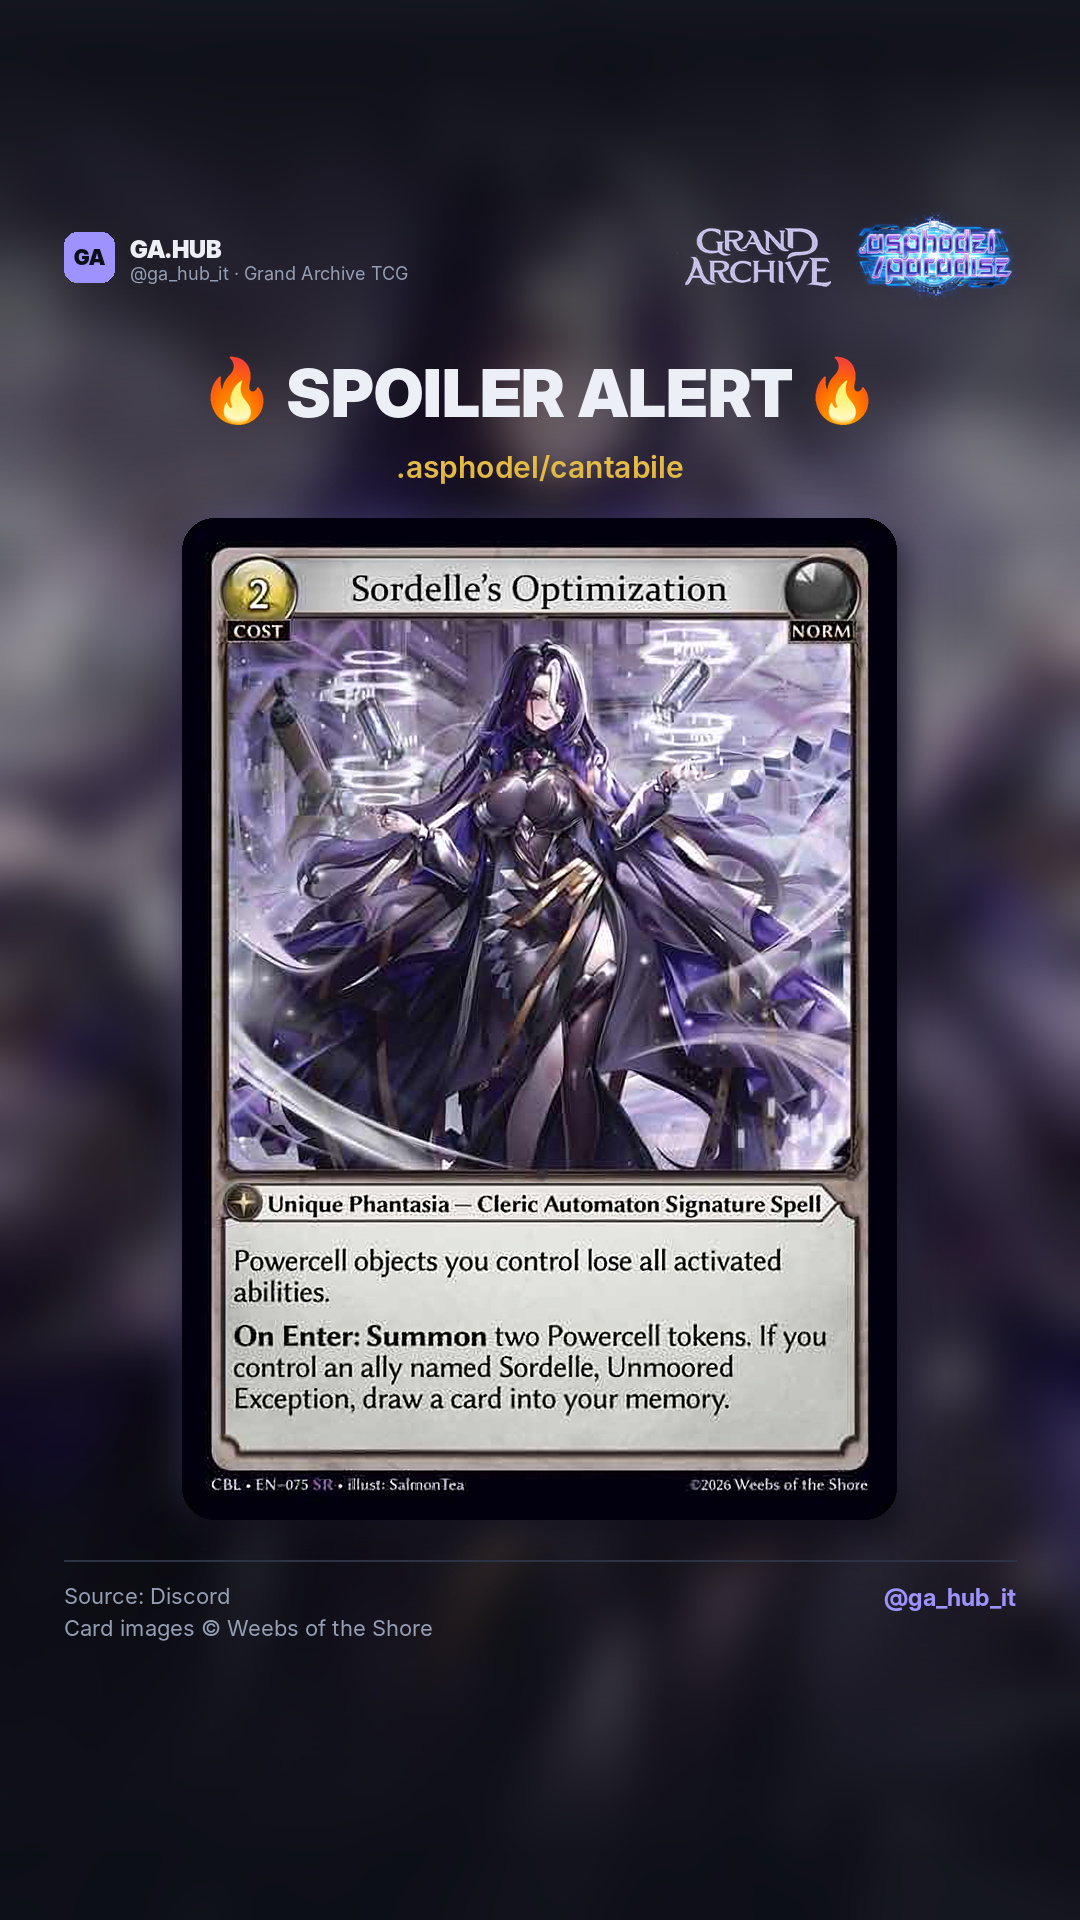 GA
GA.HUB
@ga_hub_it · Grand Archive TCG
GRAND
ARCHIVE
.asphodel
/paradise
🔥 SPOILER ALERT 🔥
.asphodel/cantabile
2
COST
Sordelle's Optimization
NORM
Unique Phantasia — Cleric Automaton Signature Spell
Powercell objects you control lose all activated
abilities.
On Enter: Summon two Powercell tokens. If you
control an ally named Sordelle, Unmoored
Exception, draw a card into your memory.
CBL • EN-075 SR • illust: SalmonTea
©2026 Weebs of the Shore
Source: Discord
@ga_hub_it
Card images © Weebs of the Shore